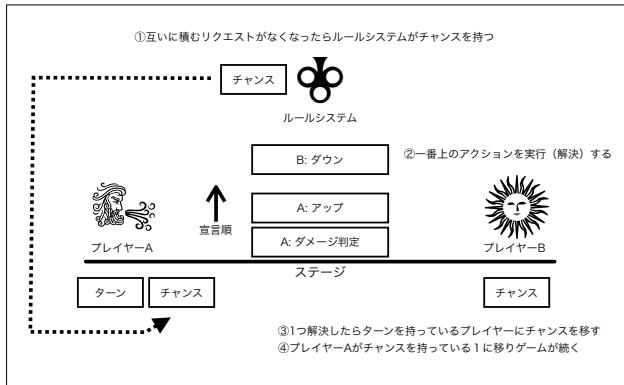 ①互いに積むリクエストがなくなったらルールシステムがチャンスを持つ
チャンス
ルールシステム
B: ダウン
②一番上のアクションを実行（解決）する
A: アップ
宣言順
A: ダメージ判定
プレイヤーA
プレイヤーB
ステージ
ターン
チャンス
チャンス
③1つ解決したらターンを持っているプレイヤーにチャンスを移す
④プレイヤーAがチャンスを持っている１に移りゲームが続く